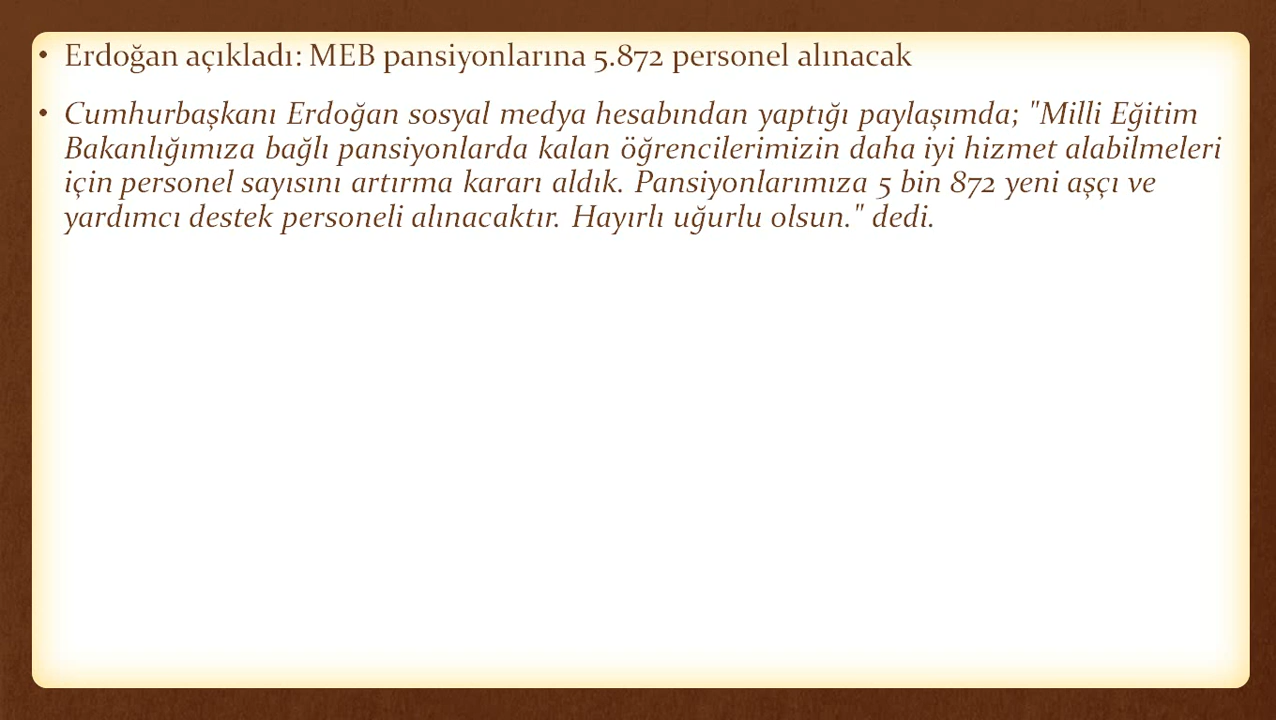 • Erdoğan açıkladı: MEB pansiyonlarına 5.872 personel alınacak
• Cumhurbaşkanı Erdoğan sosyal medya hesabından yaptığı paylaşımda; "Milli Eğitim
Bakanlığımıza bağlı pansiyonlarda kalan öğrencilerimizin daha iyi hizmet alabilmeleri
için personel sayısını artırma kararı aldık. Pansiyonlarımıza 5 bin 872 yeni aşçı ve
yardımcı destek personeli alınacaktır. Hayırlı uğurlu olsun." dedi.